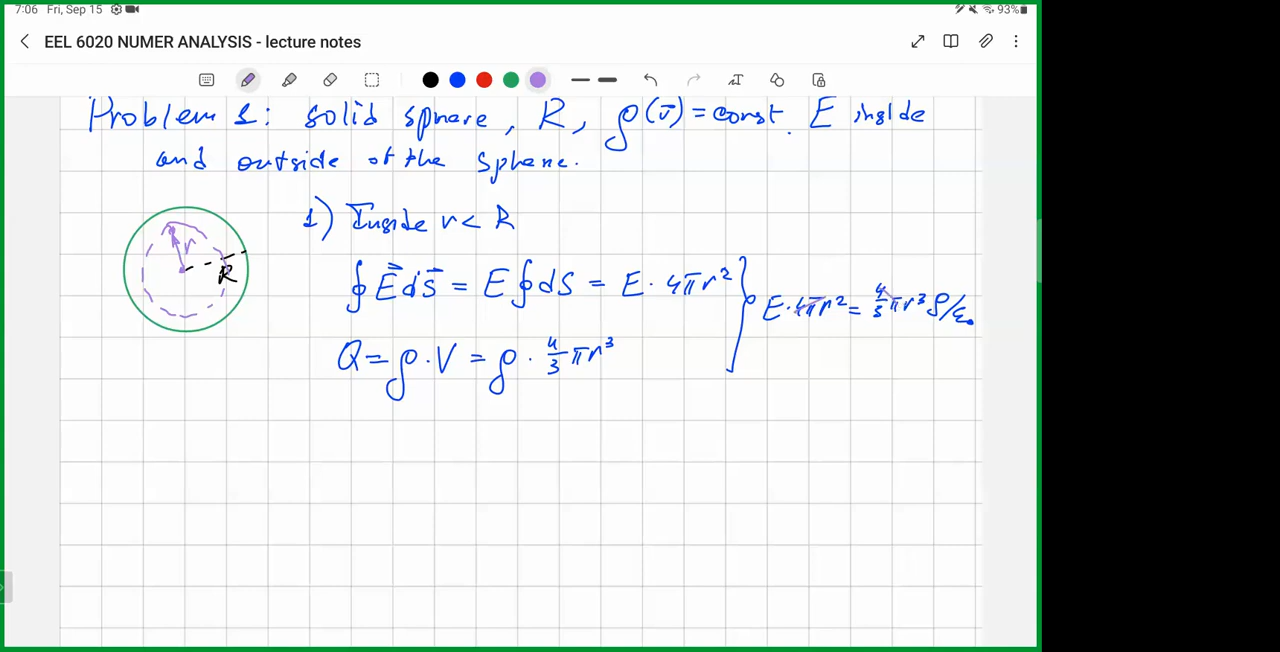 7:06 Fri, Sep 15 93%
EEL 6020 NUMER ANALYSIS - lecture notes
Problem 1: solid sphere, R, ρ(r̄) = const. E inside
and outside of the sphere.
1) Inside r < R
r
R
∮ E⃗ dS⃗ = E ∮ dS = E · 4πr²
E · 4πr² = 4/3 πr³ ρ/ε₀
Q = ρ · V = ρ · 4/3 πr³